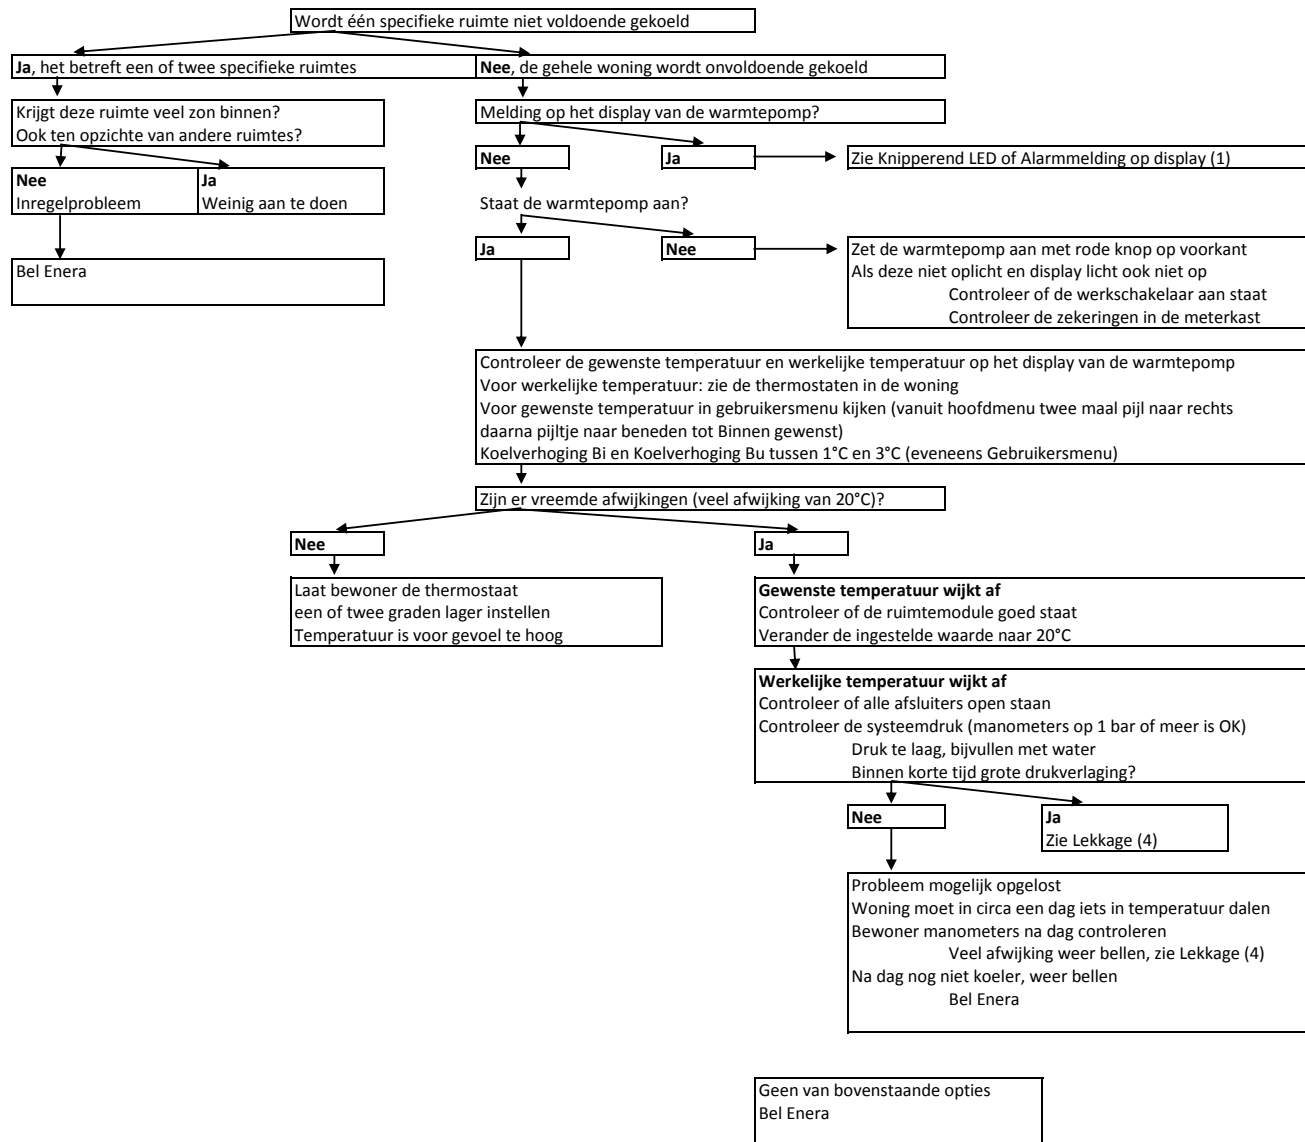 Wordt één specifieke ruimte niet voldoende gekoeld
Ja, het betreft een of twee specifieke ruimtes
Nee, de gehele woning wordt onvoldoende gekoeld
Krijgt deze ruimte veel zon binnen?
Ook ten opzichte van andere ruimtes?
Melding op het display van de warmtepomp?
Nee
Ja
Zie Knipperend LED of Alarmmelding op display (1)
Nee
Inregelprobleem
Ja
Weinig aan te doen
Staat de warmtepomp aan?
Ja
Nee
Bel Enera
Zet de warmtepomp aan met rode knop op voorkant
Als deze niet oplicht en display licht ook niet op
Controleer of de werkschakelaar aan staat
Controleer de zekeringen in de meterkast
Controleer de gewenste temperatuur en werkelijke temperatuur op het display van de warmtepomp
Voor werkelijke temperatuur: zie de thermostaten in de woning
Voor gewenste temperatuur in gebruikersmenu kijken (vanuit hoofdmenu twee maal pijl naar rechts
daarna pijltje naar beneden tot Binnen gewenst)
Koelverhoging Bi en Koelverhoging Bu tussen 1°C en 3°C (eveneens Gebruikersmenu)
Zijn er vreemde afwijkingen (veel afwijking van 20°C)?
Nee
Ja
Laat bewoner de thermostaat
een of twee graden lager instellen
Temperatuur is voor gevoel te hoog
Gewenste temperatuur wijkt af
Controleer of de ruimtemodule goed staat
Verander de ingestelde waarde naar 20°C
Werkelijke temperatuur wijkt af
Controleer of alle afsluiters open staan
Controleer de systeemdruk (manometers op 1 bar of meer is OK)
Druk te laag, bijvullen met water
Binnen korte tijd grote drukverlaging?
Nee
Ja
Zie Lekkage (4)
Probleem mogelijk opgelost
Woning moet in circa een dag iets in temperatuur dalen
Bewoner manometers na dag controleren
Veel afwijking weer bellen, zie Lekkage (4)
Na dag nog niet koeler, weer bellen
Bel Enera
Geen van bovenstaande opties
Bel Enera